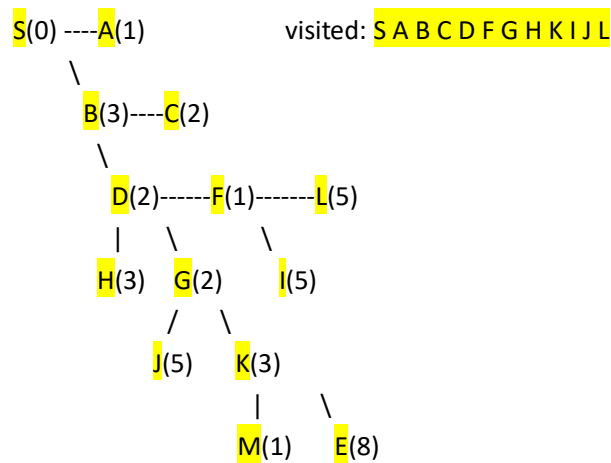 S(0) ----A(1) visited: S A B C D F G H K I J L
\
B(3)----C(2)
\
D(2)------F(1)-------L(5)
| \ \
H(3) G(2) I(5)
/ \
J(5) K(3)
| \
M(1) E(8)